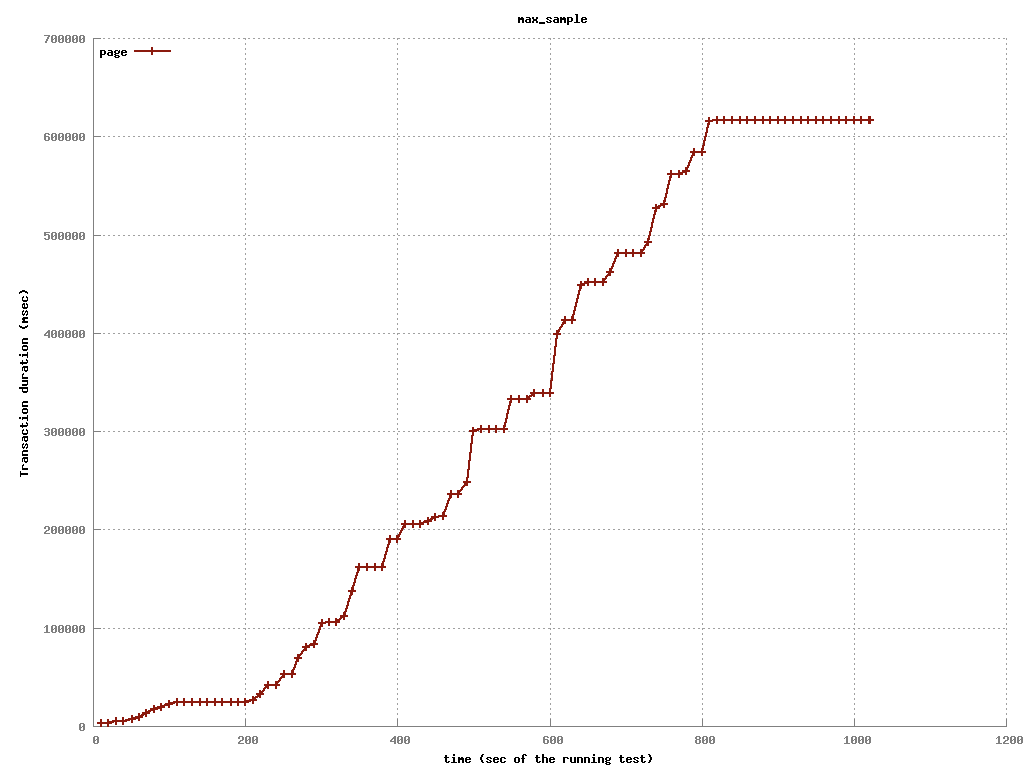 max_sample
700000
page
600000
500000
400000
300000
200000
100000
0
Transaction duration (msec)
0 200 400 600 800 1000 1200
time (sec of the running test)